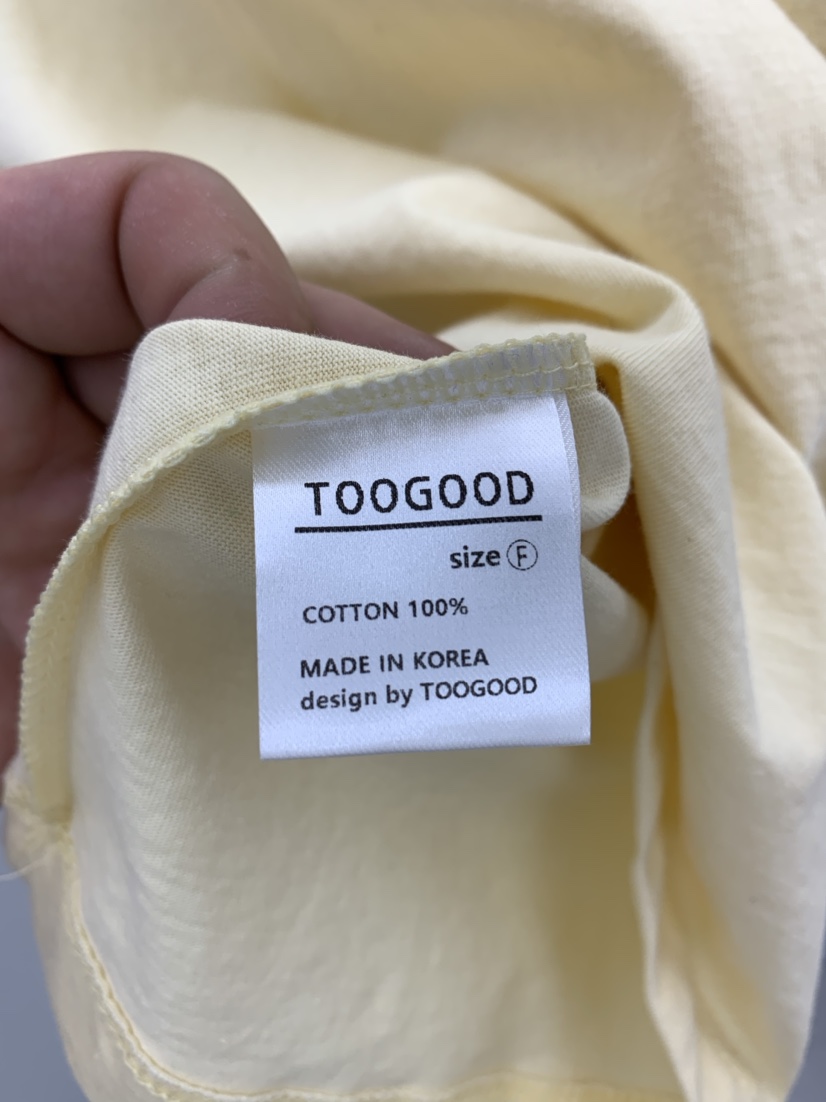 TOOGOOD
size Ⓕ
COTTON 100%
MADE IN KOREA
design by TOOGOOD